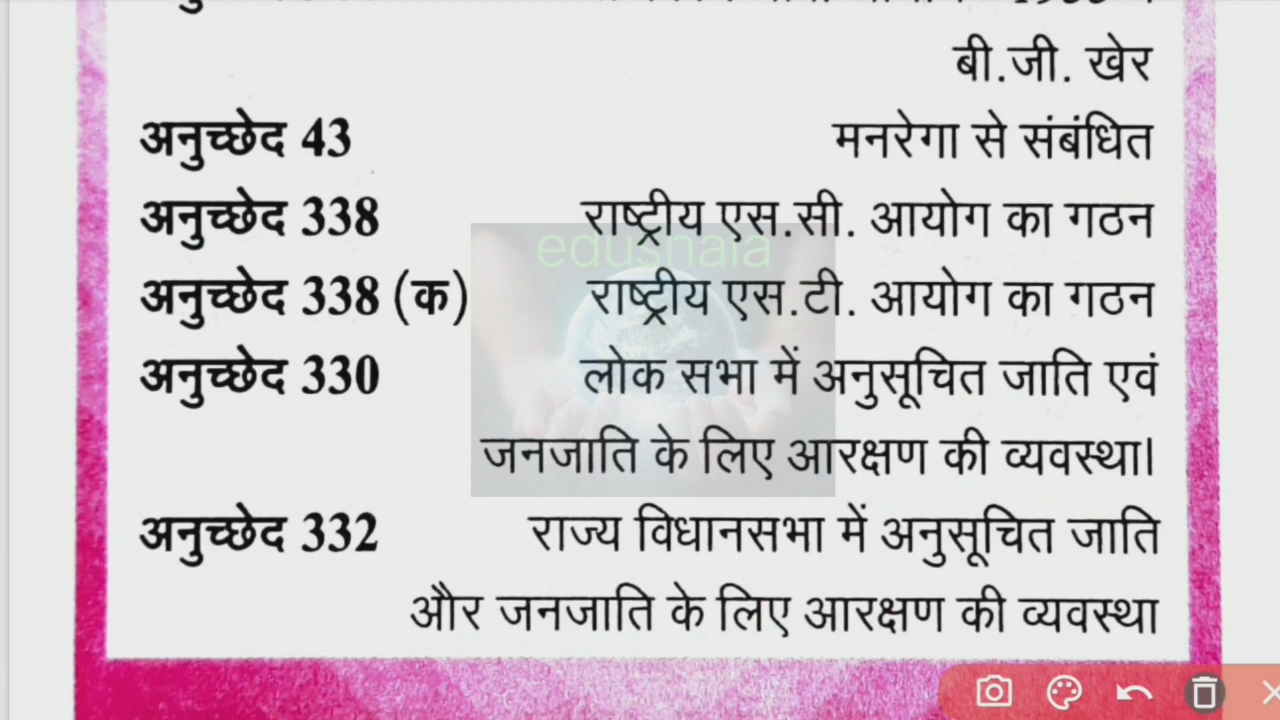 बी.जी. खेर
अनुच्छेद 43 मनरेगा से संबंधित
अनुच्छेद 338 राष्ट्रीय एस.सी. आयोग का गठन
edushala
अनुच्छेद 338 (क) राष्ट्रीय एस.टी. आयोग का गठन
अनुच्छेद 330 लोक सभा में अनुसूचित जाति एवं
जनजाति के लिए आरक्षण की व्यवस्था।
अनुच्छेद 332 राज्य विधानसभा में अनुसूचित जाति
और जनजाति के लिए आरक्षण की व्यवस्था